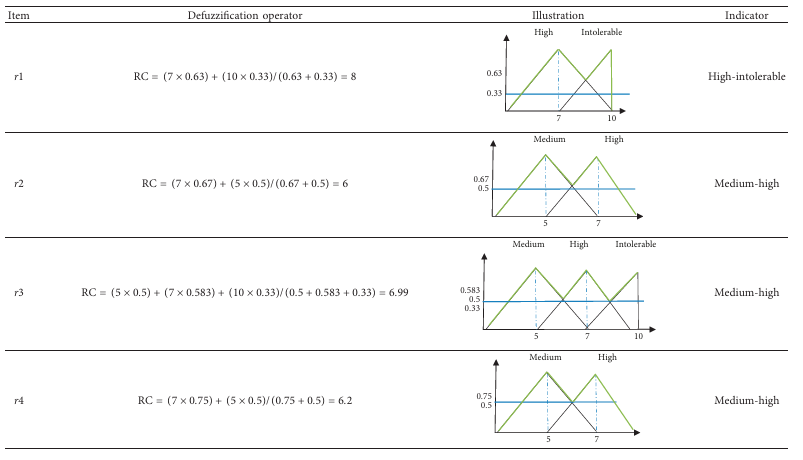 Item Defuzzification operator Illustration Indicator
High Intolerable
r1 RC = (7 × 0.63) + (10 × 0.33)/(0.63 + 0.33) = 8 High-intolerable
0.63
0.33
7 10
Medium High
r2 RC = (7 × 0.67) + (5 × 0.5)/(0.67 + 0.5) = 6 Medium-high
0.67
0.5
5 7
Medium High Intolerable
r3 RC = (5 × 0.5) + (7 × 0.583) + (10 × 0.33)/(0.5 + 0.583 + 0.33) = 6.99 Medium-high
0.583
0.5
0.33
5 7 10
Medium High
r4 RC = (7 × 0.75) + (5 × 0.5)/(0.75 + 0.5) = 6.2 Medium-high
0.75
0.5
5 7